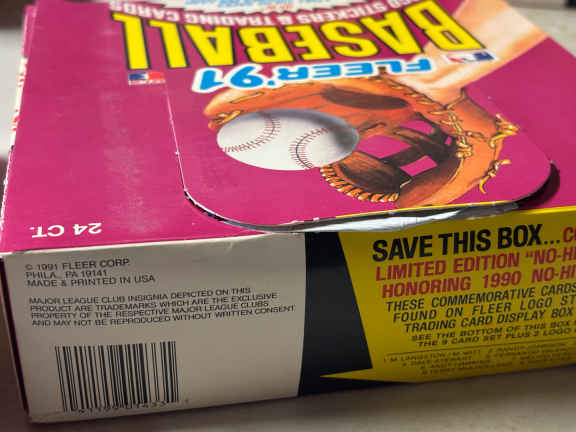 LOGO STICKERS & TRADING CARDS
BASEBALL
FLEER '91
24 CT.
© 1991 FLEER CORP.
PHILA., PA 19141
MADE & PRINTED IN USA
MAJOR LEAGUE CLUB INSIGNIA DEPICTED ON THIS
PRODUCT ARE TRADEMARKS WHICH ARE THE EXCLUSIVE
PROPERTY OF THE RESPECTIVE MAJOR LEAGUE CLUBS
AND MAY NOT BE REPRODUCED WITHOUT WRITTEN CONSENT.
SAVE THIS BOX...
LIMITED EDITION "NO-HI
HONORING 1990 NO-HI
THESE COMMEMORATIVE CARDS
FOUND ON FLEER LOGO ST
TRADING CARD DISPLAY BOX
SEE THE BOTTOM OF THIS BOX
THE 9 CARD SET PLUS 2 LOGO